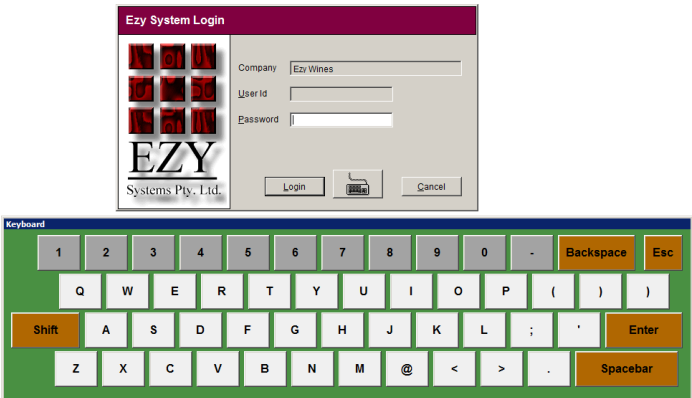 Ezy System Login
Company Ezy Wines
User Id
Password
EZY
Systems Pty. Ltd.
Login Cancel
Keyboard
1 2 3 4 5 6 7 8 9 0 - Backspace Esc
Q W E R T Y U I O P ( ) )
Shift A S D F G H J K L ; ' Enter
Z X C V B N M @ < > . Spacebar